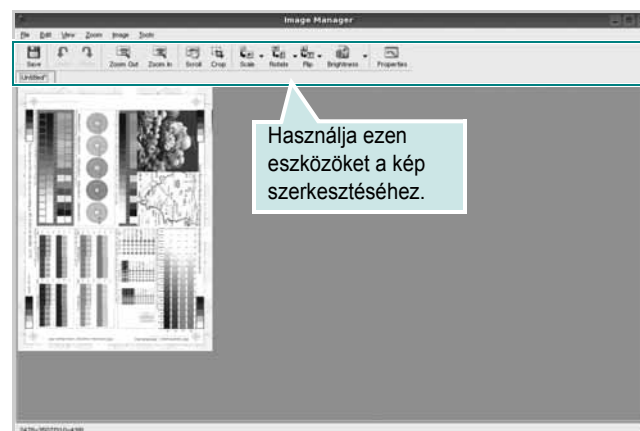 Image Manager
File Edit View Zoom Image Tools
Save Zoom Out Zoom In Scroll Crop Scale Rotate Flip Brightness Properties
Untitled*
Használja ezen
eszközöket a kép
szerkesztéséhez.